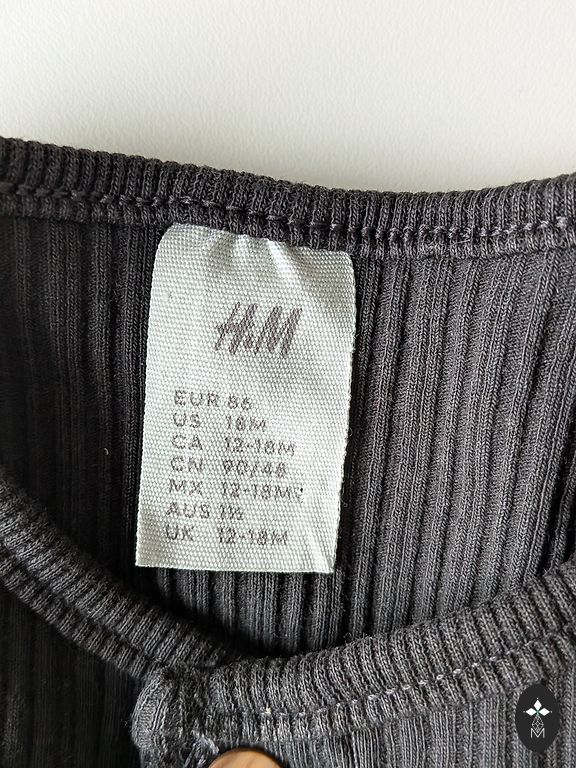 H&M
EUR 86
US 18M
CA 12-18M
CN 90/48
MX 12-18M
AUS 1½
UK 12-18M
M